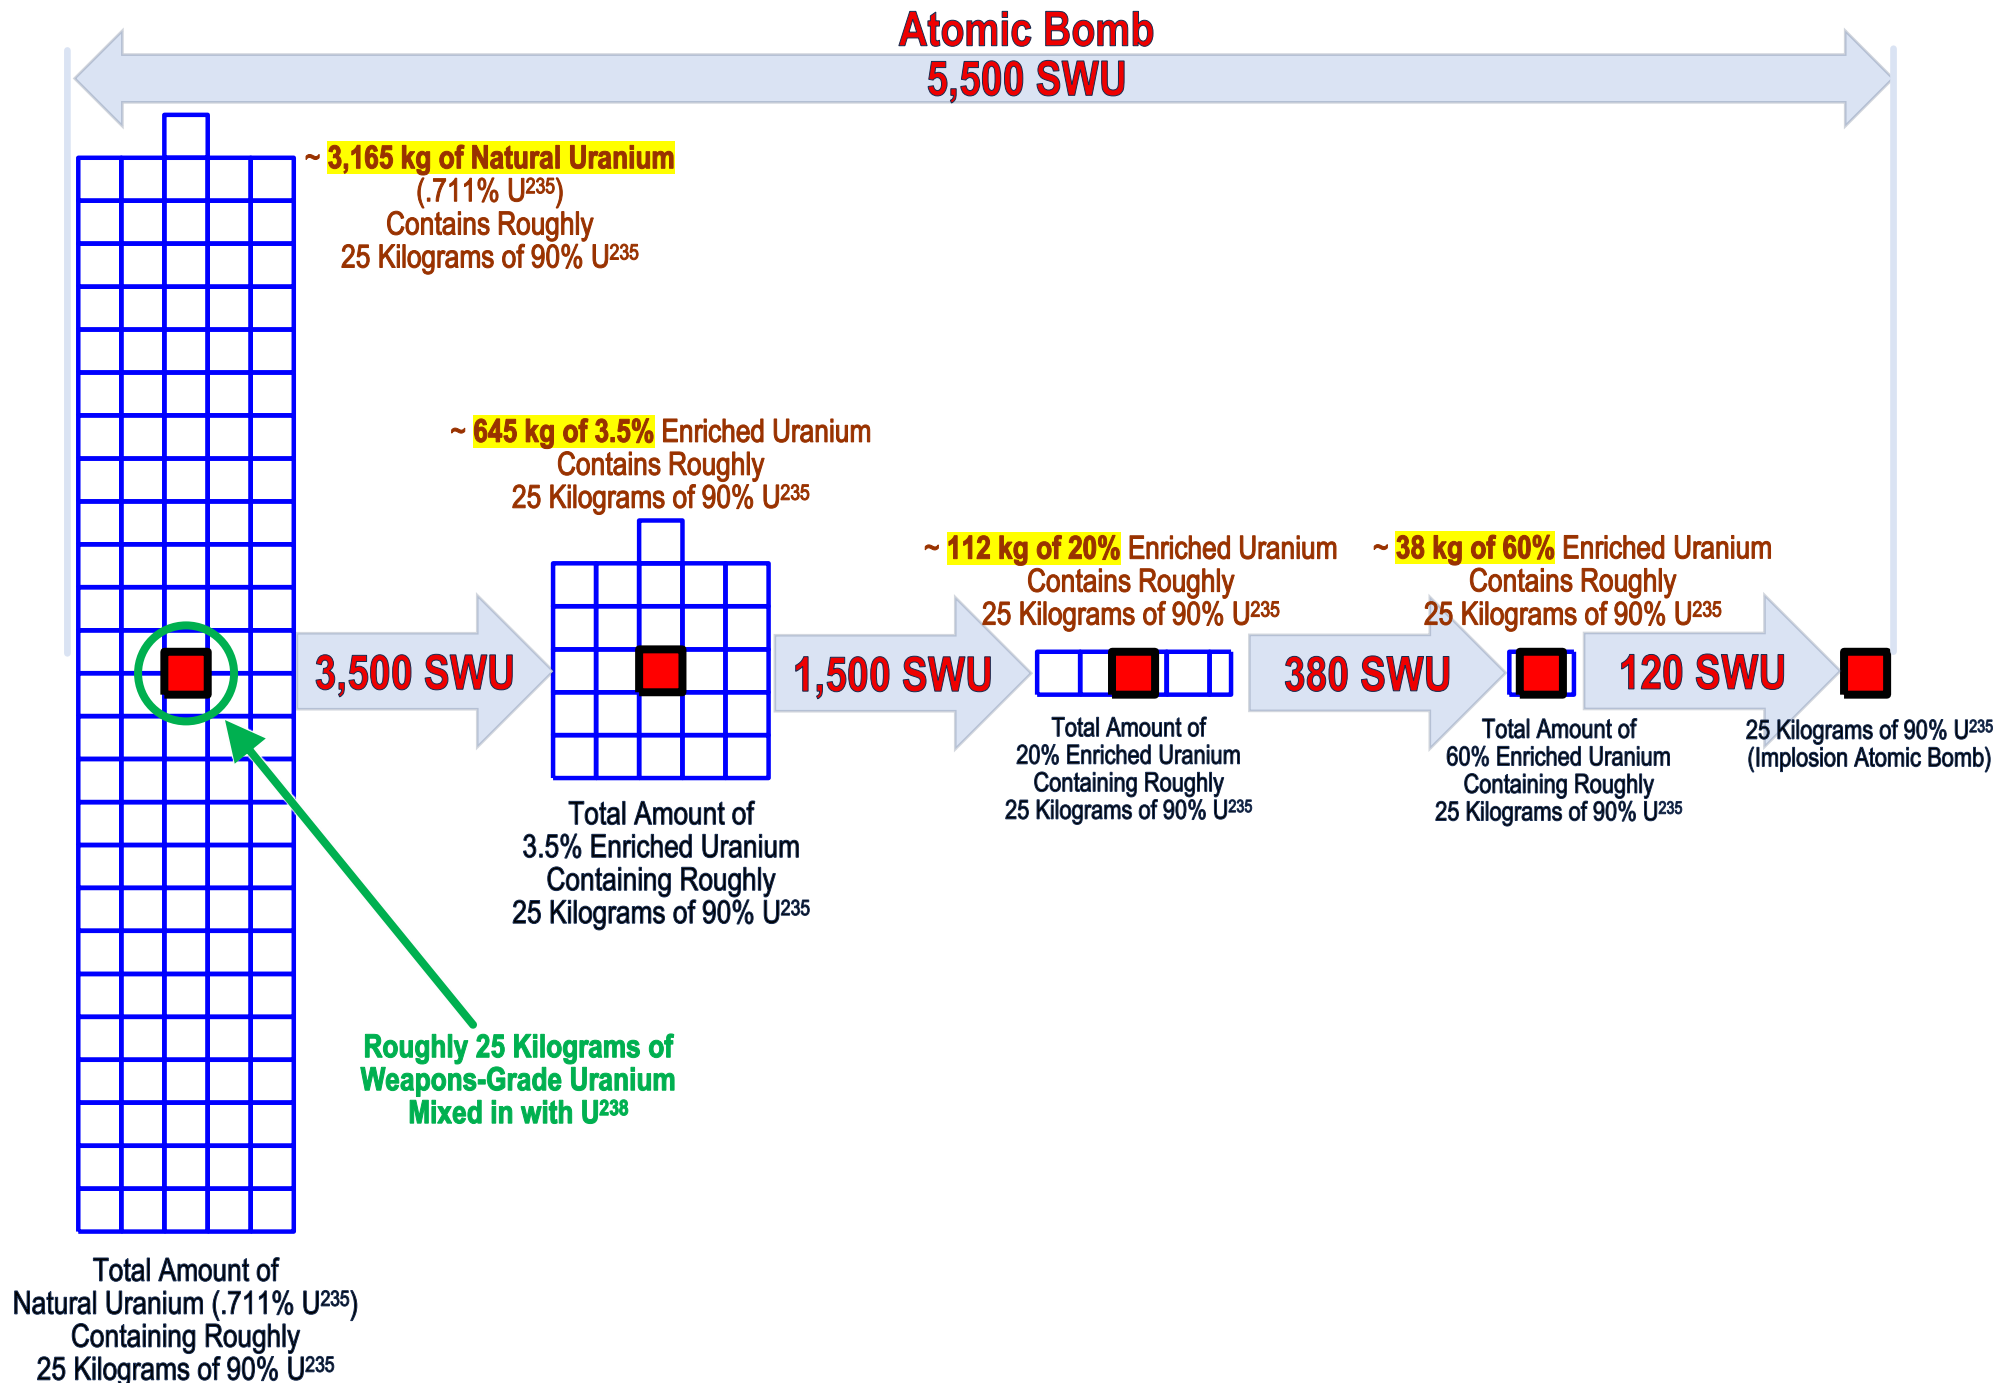 Atomic Bomb
5,500 SWU
~ 3,165 kg of Natural Uranium
(.711% U²³⁵)
Contains Roughly
25 Kilograms of 90% U²³⁵
~ 645 kg of 3.5% Enriched Uranium
Contains Roughly
25 Kilograms of 90% U²³⁵
~ 112 kg of 20% Enriched Uranium
Contains Roughly
25 Kilograms of 90% U²³⁵
~ 38 kg of 60% Enriched Uranium
Contains Roughly
25 Kilograms of 90% U²³⁵
3,500 SWU
1,500 SWU
380 SWU
120 SWU
Total Amount of
3.5% Enriched Uranium
Containing Roughly
25 Kilograms of 90% U²³⁵
Total Amount of
20% Enriched Uranium
Containing Roughly
25 Kilograms of 90% U²³⁵
Total Amount of
60% Enriched Uranium
Containing Roughly
25 Kilograms of 90% U²³⁵
25 Kilograms of 90% U²³⁵
(Implosion Atomic Bomb)
Roughly 25 Kilograms of
Weapons-Grade Uranium
Mixed in with U²³⁸
Total Amount of
Natural Uranium (.711% U²³⁵)
Containing Roughly
25 Kilograms of 90% U²³⁵